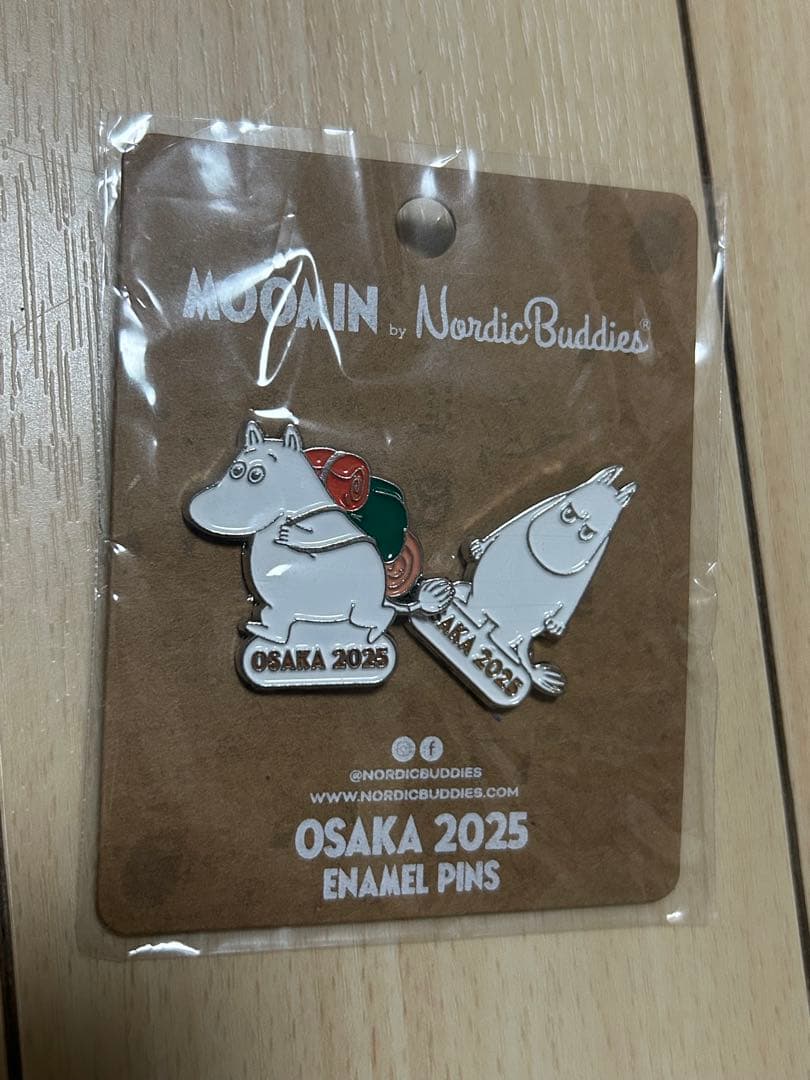 MOOMIN by NordicBuddies®
OSAKA 2025
AKA 2025
@NORDICBUDDIES
WWW.NORDICBUDDIES.COM
OSAKA 2025
ENAMEL PINS